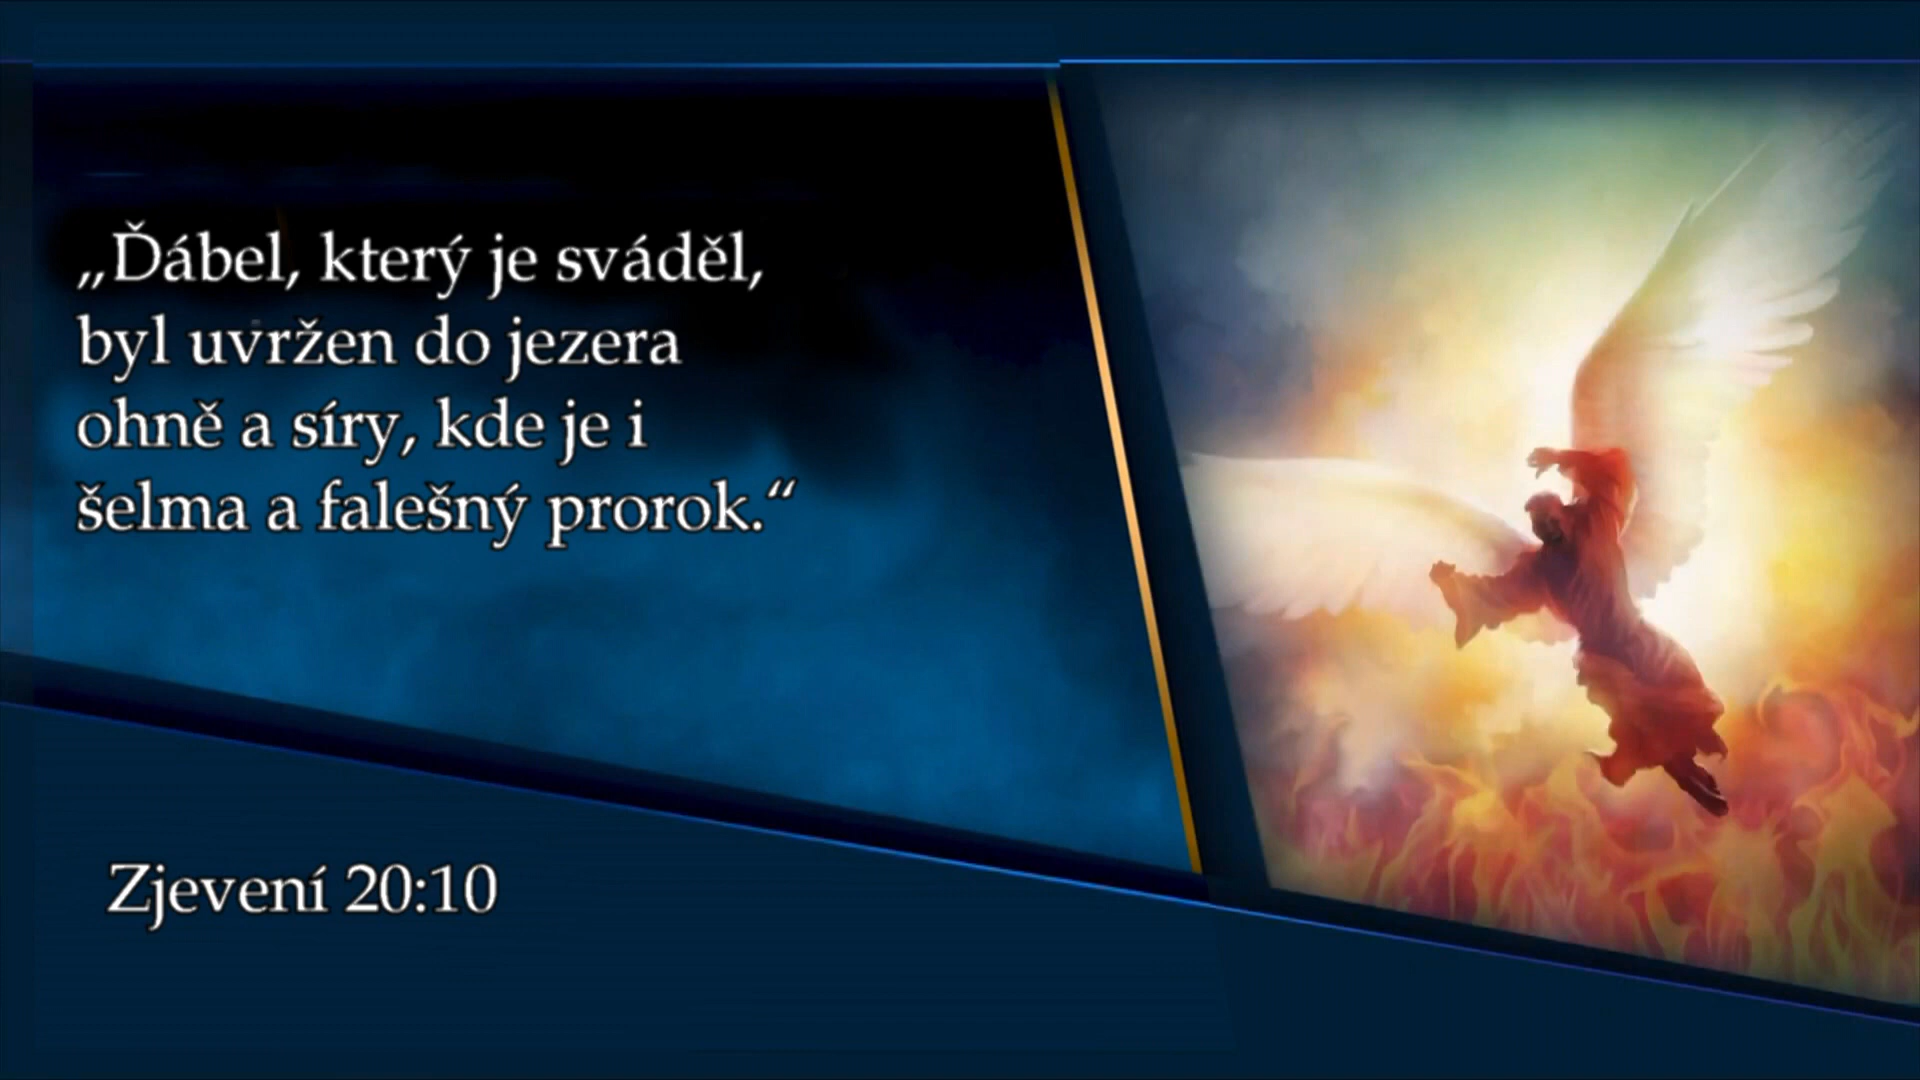 „Ďábel, který je sváděl,
byl uvržen do jezera
ohně a síry, kde je i
šelma a falešný prorok.“
Zjevení 20:10